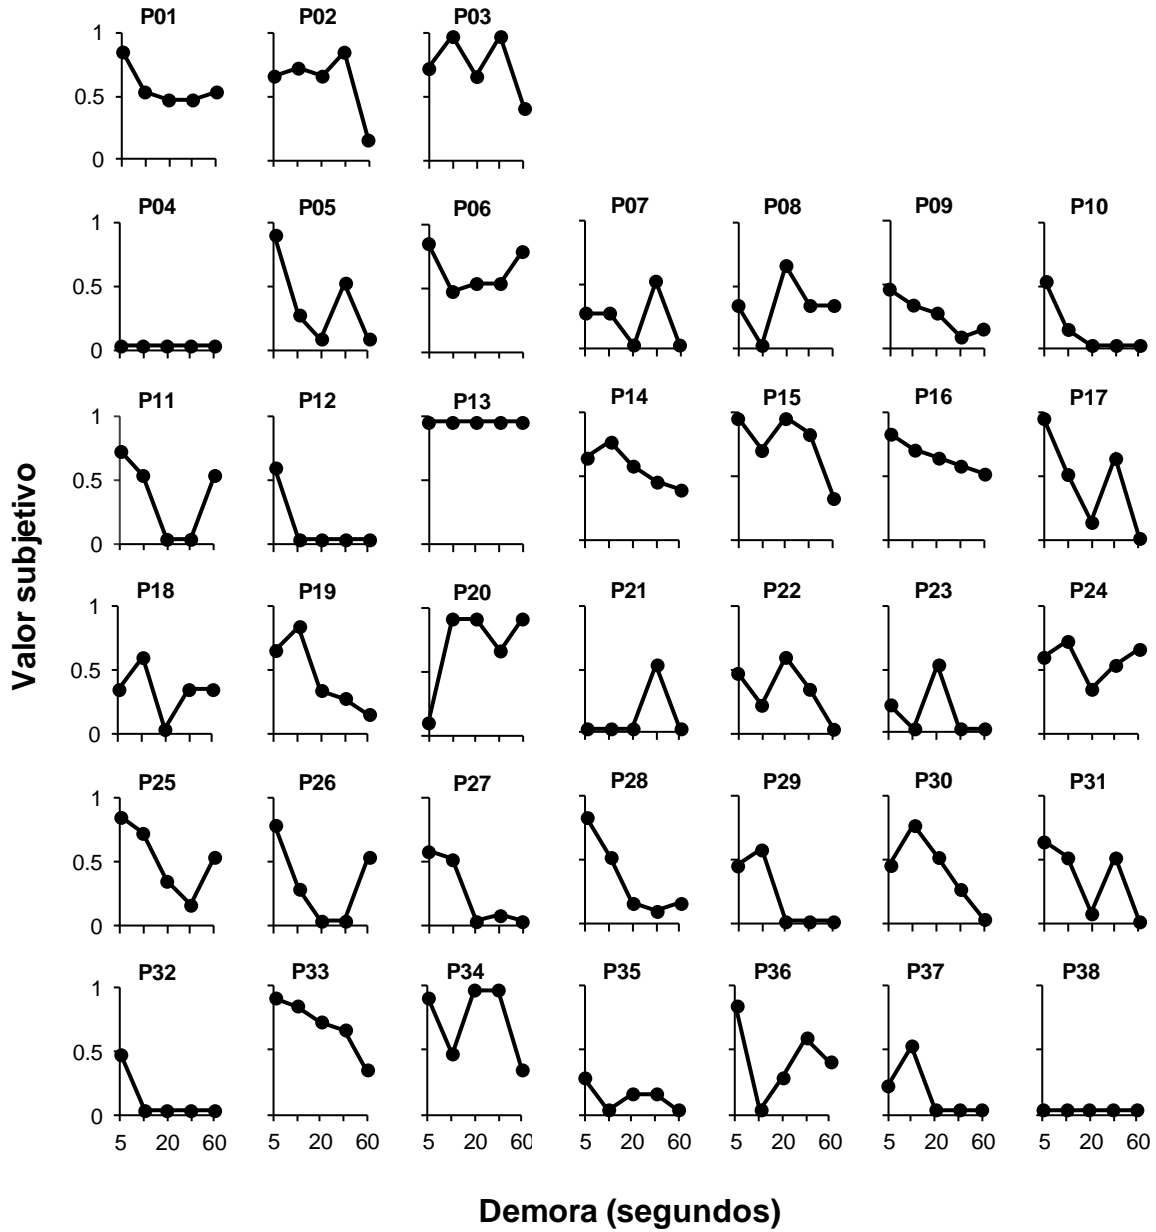 P01 P02 P03
1
0.5
0
P04 P05 P06 P07 P08 P09 P10
1
0.5
0
P11 P12 P13 P14 P15 P16 P17
1
0.5
0
P18 P19 P20 P21 P22 P23 P24
1
0.5
0
P25 P26 P27 P28 P29 P30 P31
1
0.5
0
P32 P33 P34 P35 P36 P37 P38
1
0.5
0
5 20 60 5 20 60 5 20 60 5 20 60 5 20 60 5 20 60 5 20 60
Valor subjetivo
Demora (segundos)